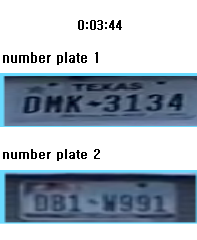 0:03:44
number plate 1
TEXAS
DMK-3134
number plate 2
DB1-W991